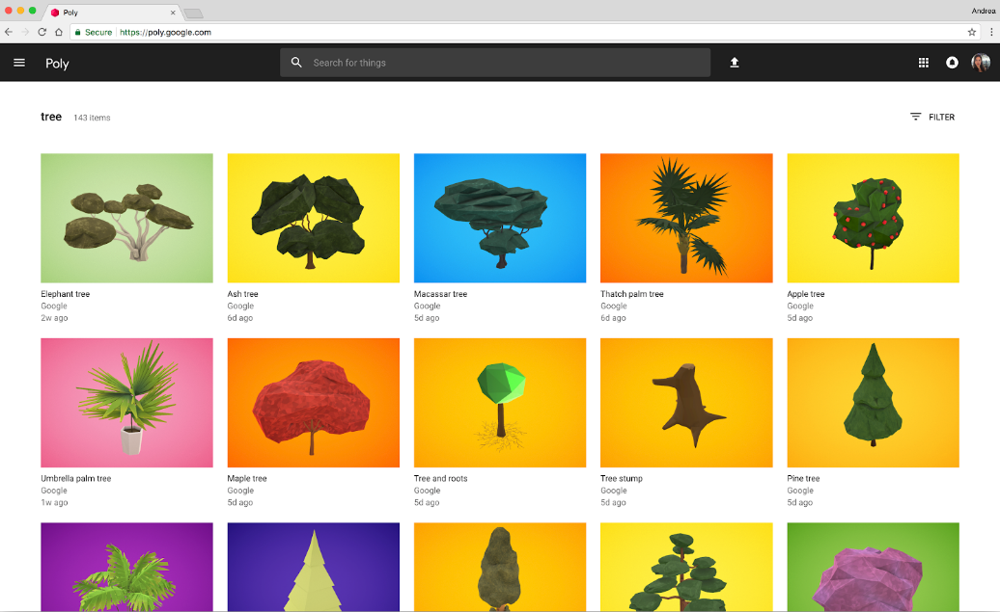 Poly
Andrea
Secure https://poly.google.com
Poly
Search for things
tree 143 items
FILTER
Elephant tree
Google
2w ago
Ash tree
Google
6d ago
Macassar tree
Google
5d ago
Thatch palm tree
Google
6d ago
Apple tree
Google
5d ago
Umbrella palm tree
Google
1w ago
Maple tree
Google
5d ago
Tree and roots
Google
5d ago
Tree stump
Google
5d ago
Pine tree
Google
5d ago